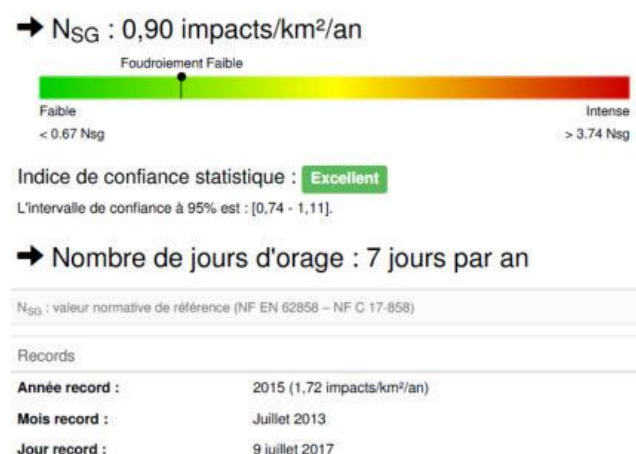 ➔ NSG : 0,90 impacts/km²/an
Foudroiement Faible
Faible Intense
< 0.67 Nsg > 3.74 Nsg
Indice de confiance statistique : Excellent
L'intervalle de confiance à 95% est : [0,74 - 1,11].
➔ Nombre de jours d'orage : 7 jours par an
NSG : valeur normative de référence (NF EN 62858 – NF C 17-858)
Records
Année record : 2015 (1,72 impacts/km²/an)
Mois record : Juillet 2013
Jour record : 9 juillet 2017